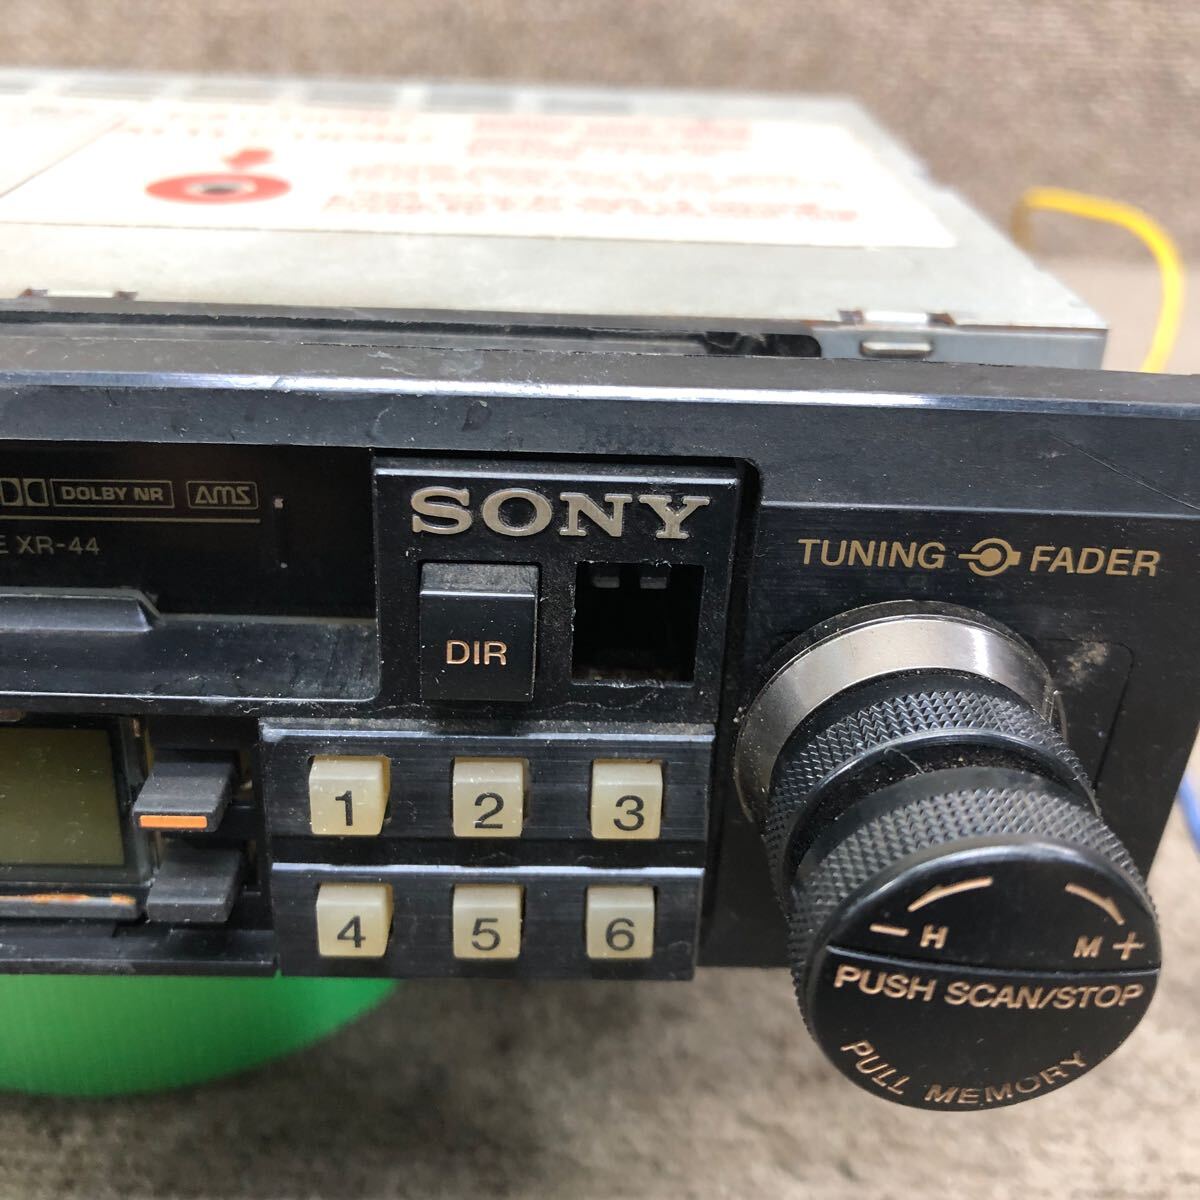 DOLBY NR AMS
SONY
E XR-44
TUNING FADER
DIR
1 2 3
4 5 6
− H M +
PUSH SCAN/STOP
PULL MEMORY